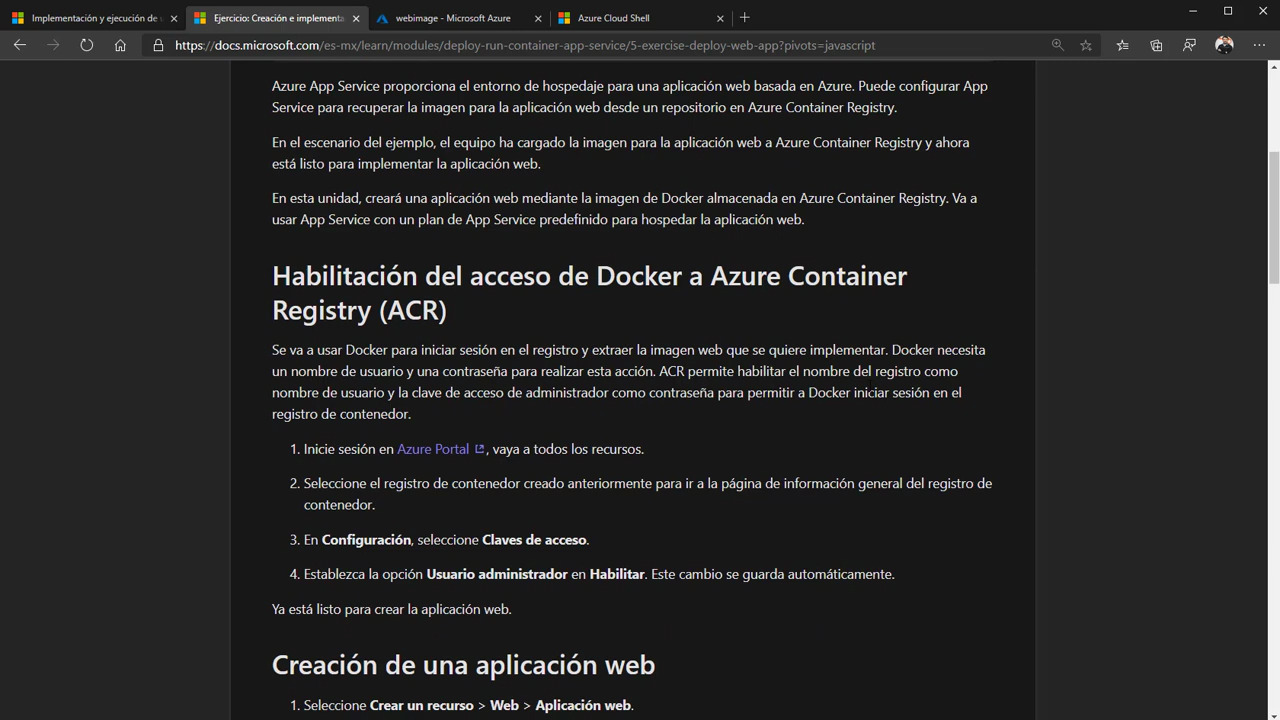 Implementación y ejecución de u
Ejercicio: Creación e implementa
webimage - Microsoft Azure
Azure Cloud Shell
https://docs.microsoft.com/es-mx/learn/modules/deploy-run-container-app-service/5-exercise-deploy-web-app?pivots=javascript
Azure App Service proporciona el entorno de hospedaje para una aplicación web basada en Azure. Puede configurar App
Service para recuperar la imagen para la aplicación web desde un repositorio en Azure Container Registry.
En el escenario del ejemplo, el equipo ha cargado la imagen para la aplicación web a Azure Container Registry y ahora
está listo para implementar la aplicación web.
En esta unidad, creará una aplicación web mediante la imagen de Docker almacenada en Azure Container Registry. Va a
usar App Service con un plan de App Service predefinido para hospedar la aplicación web.
Habilitación del acceso de Docker a Azure Container
Registry (ACR)
Se va a usar Docker para iniciar sesión en el registro y extraer la imagen web que se quiere implementar. Docker necesita
un nombre de usuario y una contraseña para realizar esta acción. ACR permite habilitar el nombre del registro como
nombre de usuario y la clave de acceso de administrador como contraseña para permitir a Docker iniciar sesión en el
registro de contenedor.
1. Inicie sesión en Azure Portal , vaya a todos los recursos.
2. Seleccione el registro de contenedor creado anteriormente para ir a la página de información general del registro de
contenedor.
3. En Configuración, seleccione Claves de acceso.
4. Establezca la opción Usuario administrador en Habilitar. Este cambio se guarda automáticamente.
Ya está listo para crear la aplicación web.
Creación de una aplicación web
1. Seleccione Crear un recurso > Web > Aplicación web.